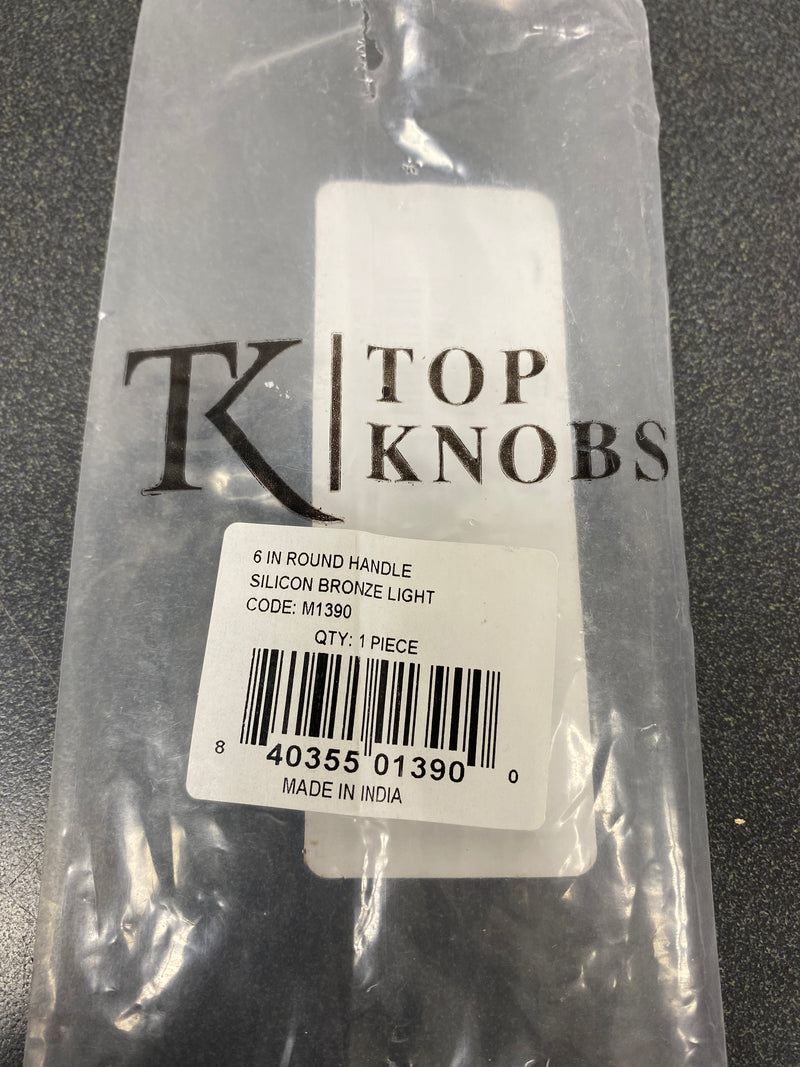 TK
TOP
KNOBS
6 IN ROUND HANDLE
SILICON BRONZE LIGHT
CODE: M1390
QTY: 1 PIECE
8 40355 01390 0
MADE IN INDIA